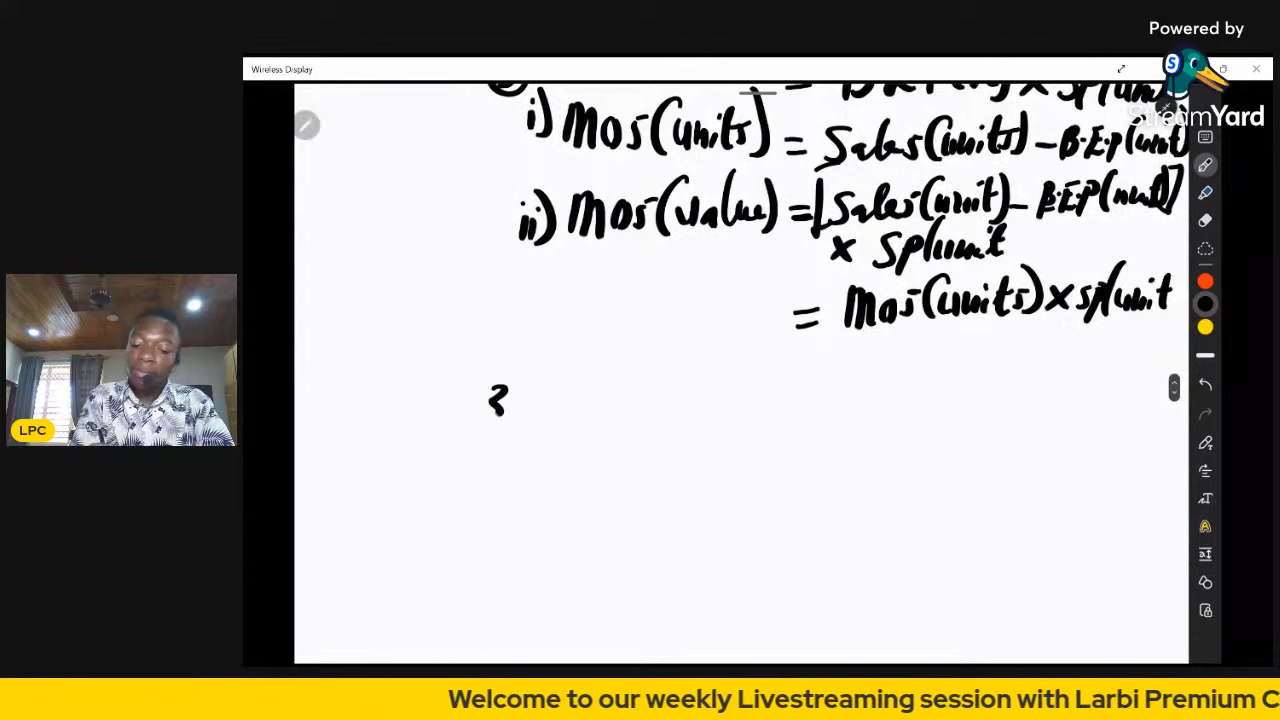 Powered by
StreamYard
Wireless Display
i) MOS(units) = Sales(units) - B.E.P(unit)
ii) MOS(value) = [Sales(unit) - B.E.P(unit)]
x SP/unit
= MOS(units) x SP/unit
LPC
Welcome to our weekly Livestreaming session with Larbi Premium C